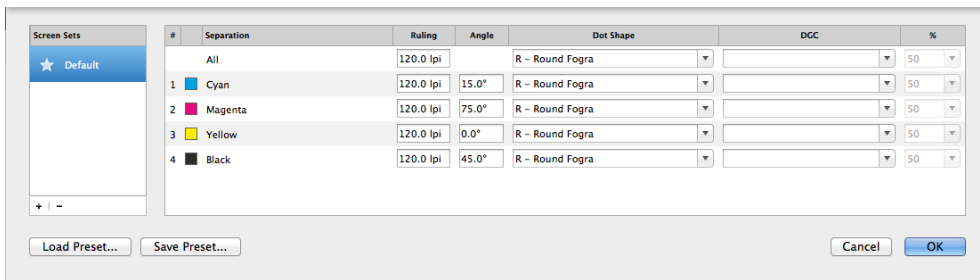 Screen Sets # Separation Ruling Angle Dot Shape DGC %
Default All 120.0 lpi R – Round Fogra 50
1 Cyan 120.0 lpi 15.0° R – Round Fogra 50
2 Magenta 120.0 lpi 75.0° R – Round Fogra 50
3 Yellow 120.0 lpi 0.0° R – Round Fogra 50
4 Black 120.0 lpi 45.0° R – Round Fogra 50
+ –
Load Preset... Save Preset... Cancel OK